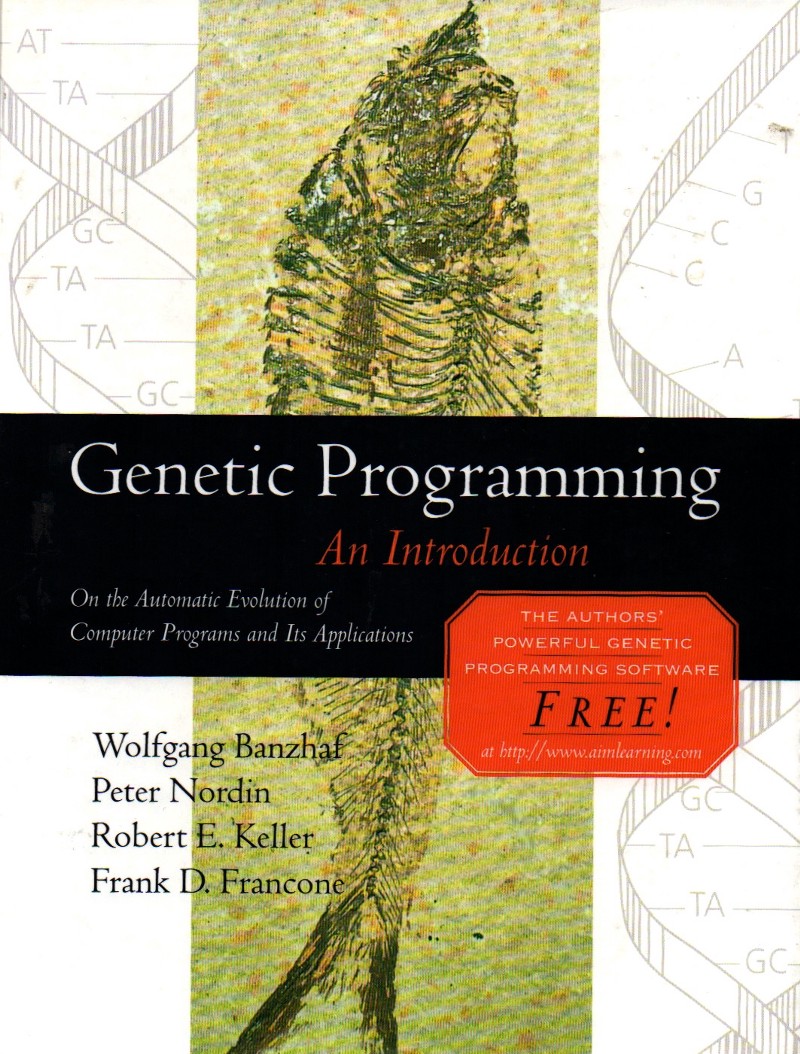 AT
TA
GC
TA
TA
GC
T
G
C
C
A
Genetic Programming
An Introduction
On the Automatic Evolution of
Computer Programs and Its Applications
THE AUTHORS'
POWERFUL GENETIC
PROGRAMMING SOFTWARE
FREE!
at http://www.aimlearning.com
Wolfgang Banzhaf
Peter Nordin
Robert E. Keller
Frank D. Francone
GC
TA
TA
GC